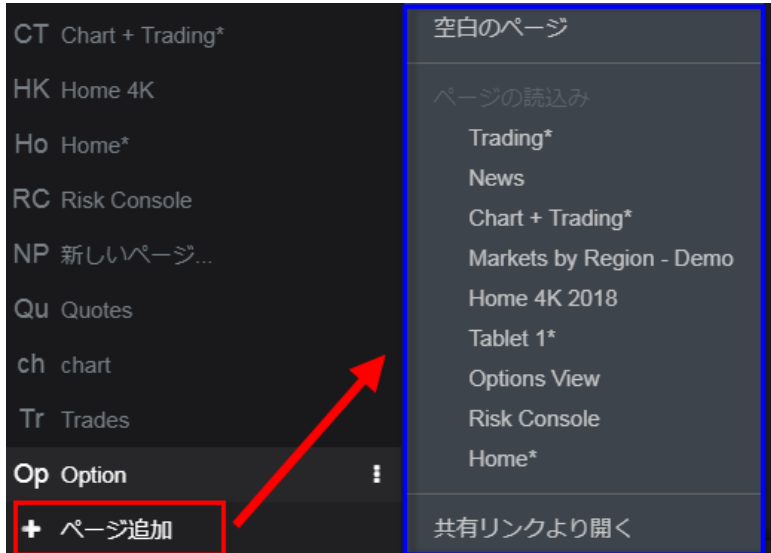 CT Chart + Trading*
HK Home 4K
Ho Home*
RC Risk Console
NP 新しいページ...
Qu Quotes
ch chart
Tr Trades
Op Option
ページ追加
空白のページ
ページの読込み
Trading*
News
Chart + Trading*
Markets by Region - Demo
Home 4K 2018
Tablet 1*
Options View
Risk Console
Home*
共有リンクより開く